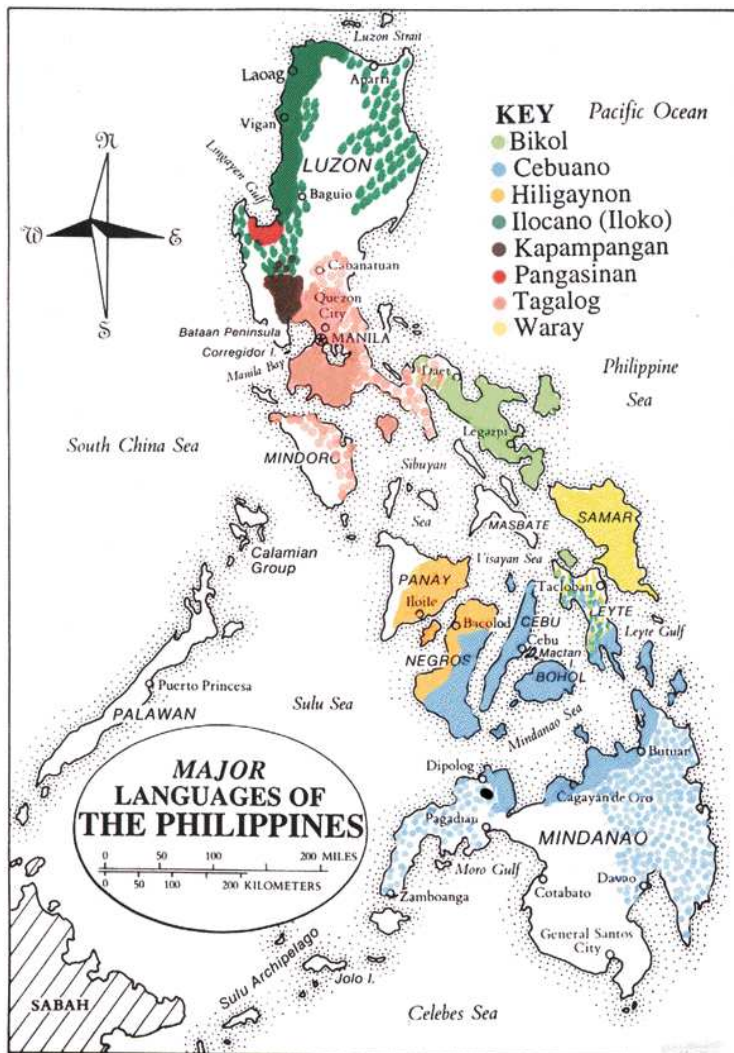 Luzon Strait
Laoag
Aparri
KEY
Pacific Ocean
Bikol
Cebuano
Hiligaynon
Ilocano (Iloko)
Kapampangan
Pangasinan
Tagalog
Waray
Vigan
LUZON
Lingayen Gulf
Baguio
N
W
E
S
Cabanatuan
Quezon
City
Bataan Peninsula
MANILA
Corregidor I.
Manila Bay
Daet
Philippine
Sea
Legazpi
South China Sea
MINDORO
Sibuyan
Sea
MASBATE
SAMAR
Calamian
Group
Visayan Sea
PANAY
Tacloban
Iloilo
LEYTE
Bacolod
CEBU
Cebu
Leyte Gulf
Mactan
I.
NEGROS
BOHOL
Puerto Princesa
PALAWAN
Sulu Sea
Mindanao Sea
Butuan
Dipolog
MAJOR
LANGUAGES OF
THE PHILIPPINES
0 50 100 200 MILES
0 50 100 200 KILOMETERS
Cagayan de Oro
Pagadian
MINDANAO
Moro Gulf
Zamboanga
Cotabato
Davao
General Santos
City
Sulu Archipelago
Jolo I.
SABAH
Celebes Sea